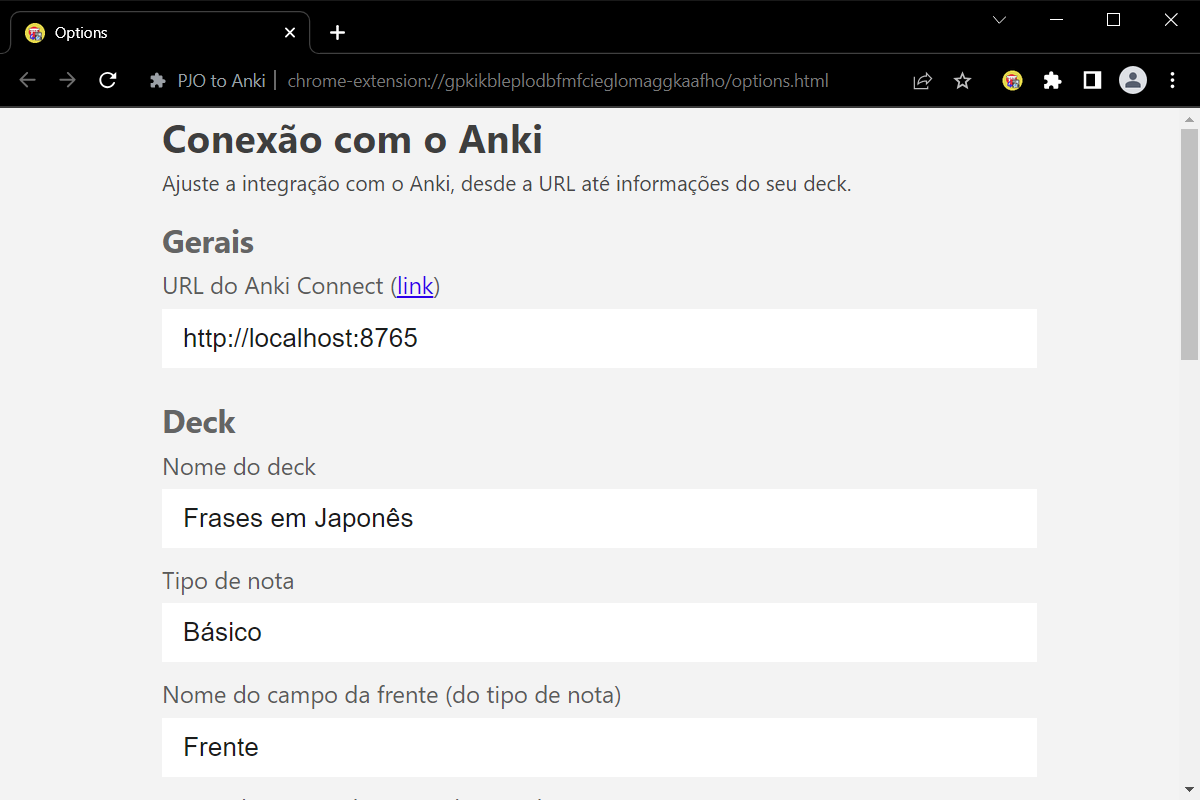 Options
PJO to Anki
chrome-extension://gpkikbleplodbfmfcieglomaggkaafho/options.html
Conexão com o Anki
Ajuste a integração com o Anki, desde a URL até informações do seu deck.
Gerais
URL do Anki Connect (link)
http://localhost:8765
Deck
Nome do deck
Frases em Japonês
Tipo de nota
Básico
Nome do campo da frente (do tipo de nota)
Frente